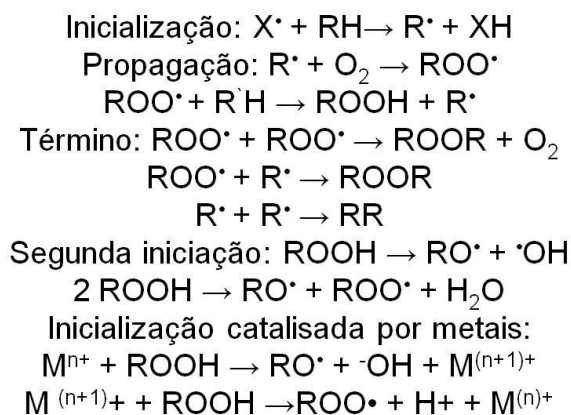 Inicialização: X• + RH→ R• + XH
Propagação: R• + O₂ → ROO•
ROO•+ R`H → ROOH + R•
Término: ROO• + ROO• → ROOR + O₂
ROO• + R• → ROOR
R• + R• → RR
Segunda iniciação: ROOH → RO• + •OH
2 ROOH → RO• + ROO• + H₂O
Inicialização catalisada por metais:
Mⁿ⁺ + ROOH → RO• + ⁻OH + M⁽ⁿ⁺¹⁾⁺
M ⁽ⁿ⁺¹⁾+ + ROOH →ROO• + H+ + M⁽ⁿ⁾⁺